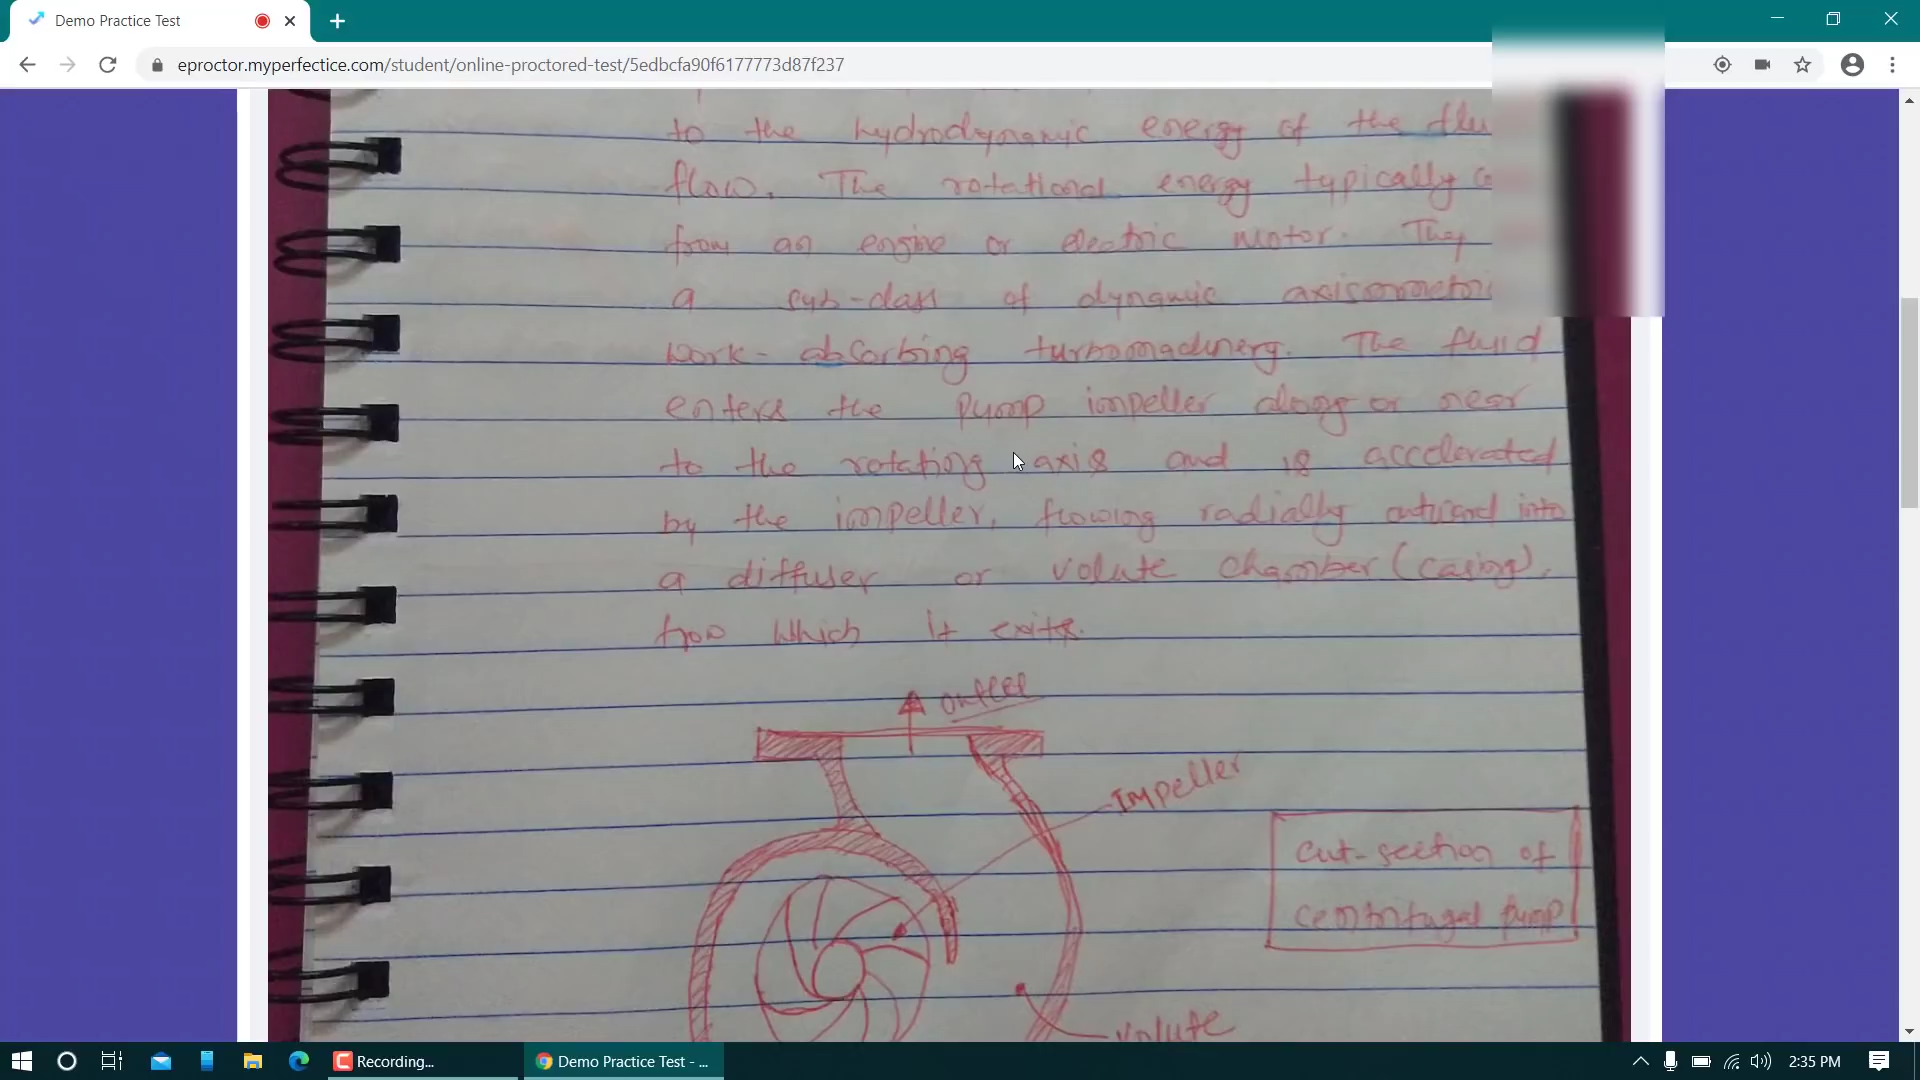 Demo Practice Test
eproctor.myperfectice.com/student/online-proctored-test/5edbcfa90f6177773d87f237
to the hydrodynamic energy of the flu
flow. The rotational energy typically c
from an engine or electric motor. They
a sub-class of dynamic
work-absorbing turbomachinery. The fluid
enters the pump impeller along or near
to the rotating axis and is accelerated
by the impeller, flowing radially outward into
a diffuser or volute chamber (casing),
from which it exits.
outlet
Impeller
cut-section of
centrifugal pump
volute
Recording...
Demo Practice Test - ...
2:35 PM